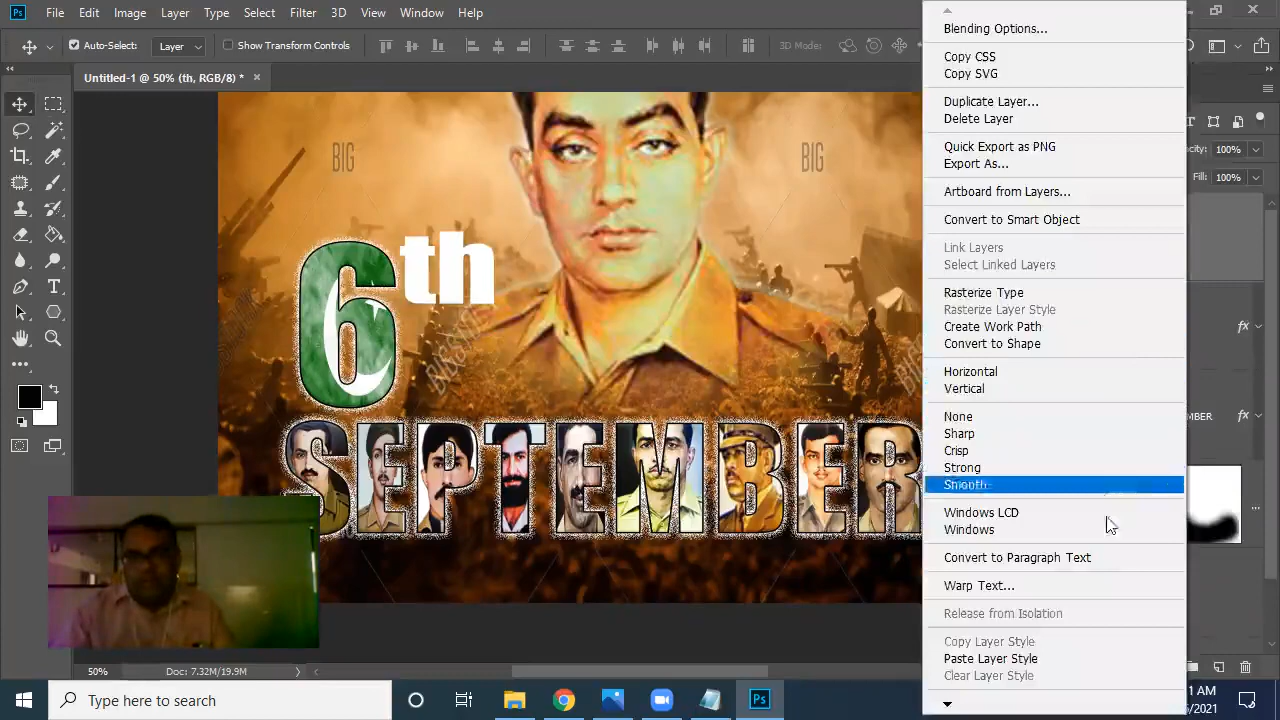 Ps File Edit Image Layer Type Select Filter 3D View Window Help
Auto-Select: Layer Show Transform Controls 3D Mode:
Untitled-1 @ 50% (th, RGB/8) * ×
BIG
BIG
6th
SEPTEMBER
Blending Options...
Copy CSS
Copy SVG
Duplicate Layer...
Delete Layer
Quick Export as PNG
Export As...
Artboard from Layers...
Convert to Smart Object
Link Layers
Select Linked Layers
Rasterize Type
Rasterize Layer Style
Create Work Path
Convert to Shape
Horizontal
Vertical
None
Sharp
Crisp
Strong
Smooth
Windows LCD
Windows
Convert to Paragraph Text
Warp Text...
Release from Isolation
Copy Layer Style
Paste Layer Style
Clear Layer Style
100%
Fill: 100%
fx
MBER fx
50% Doc: 7.32M/19.9M
Type here to search
Ps
1 AM
/2021